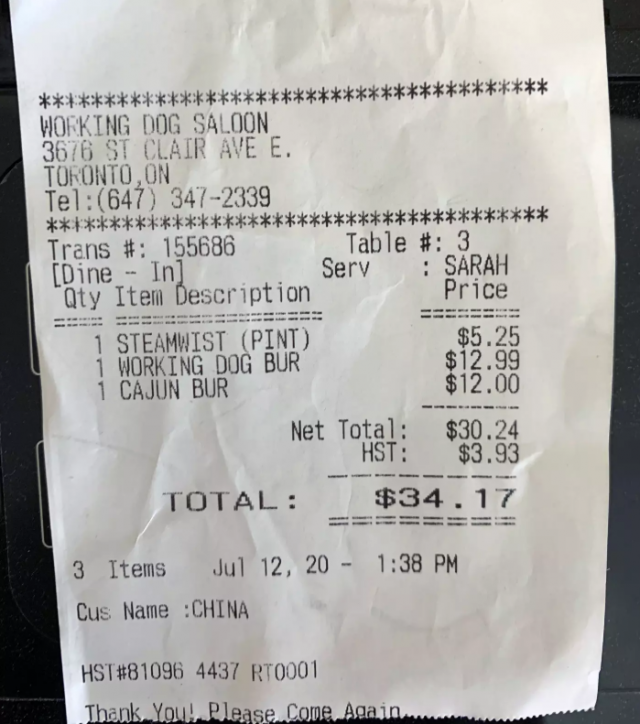 ***************************************
WORKING DOG SALOON
3676 ST CLAIR AVE E.
TORONTO,ON
Tel:(647) 347-2339
***************************************
Trans #: 155686 Table #: 3
[Dine - In] Serv : SARAH
Qty Item Description Price
===== ===================== ==========
1 STEAMWIST (PINT) $5.25
1 WORKING DOG BUR $12.99
1 CAJUN BUR $12.00
----------
Net Total: $30.24
HST: $3.93
--------------------
TOTAL: $34.17
====================
3 Items Jul 12, 20 - 1:38 PM
Cus Name :CHINA
HST#81096 4437 RT0001
Thank You! Please Come Again